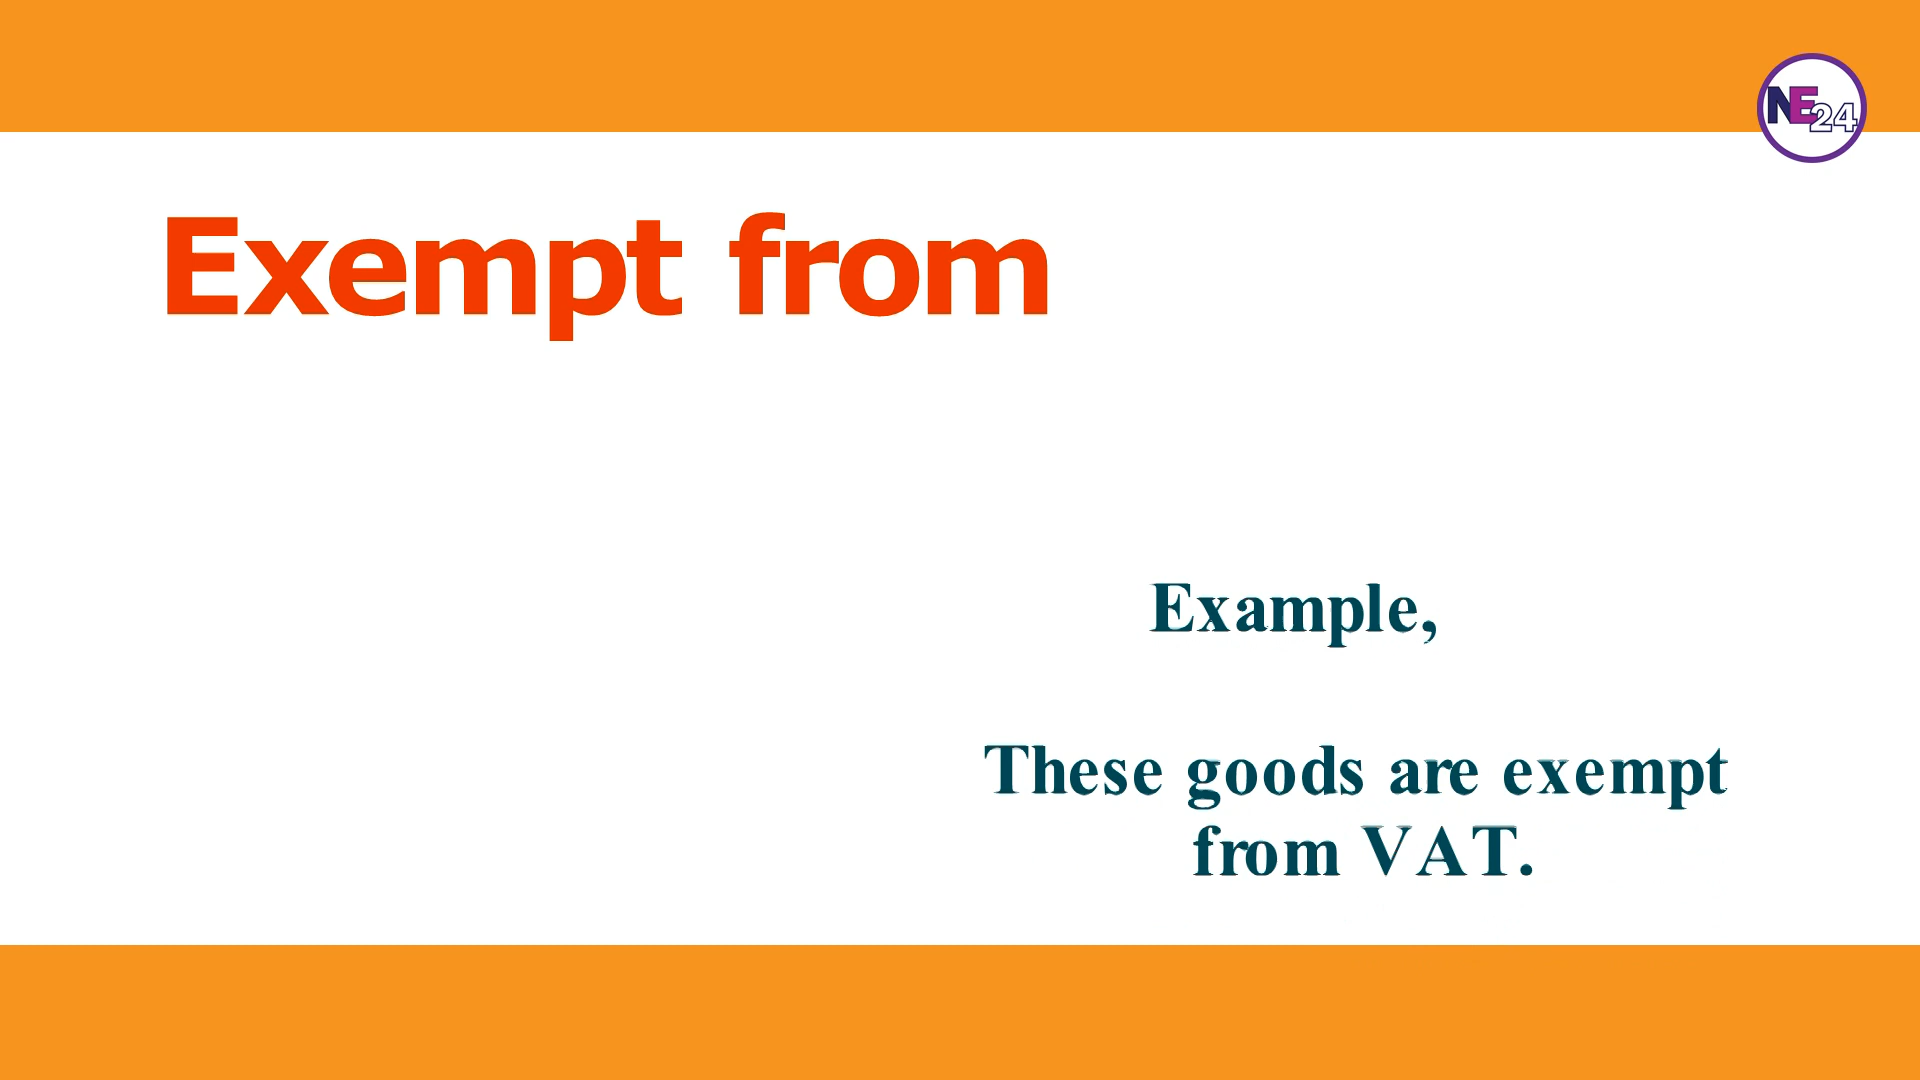 NE24
Exempt from
Example,
These goods are exempt
from VAT.